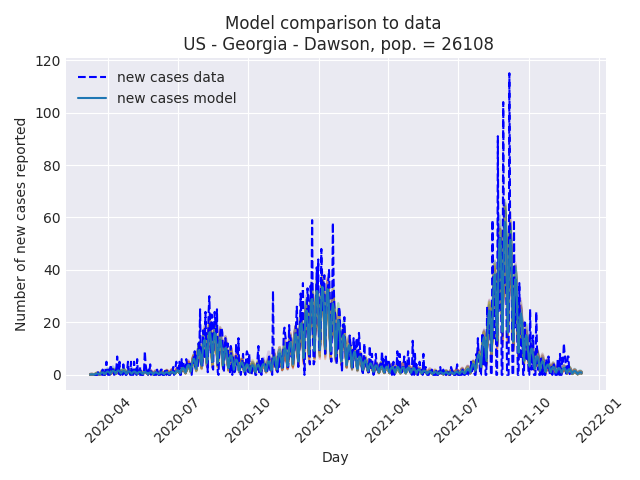 Model comparison to data
US - Georgia - Dawson, pop. = 26108
new cases data
new cases model
Number of new cases reported
120
100
80
60
40
20
0
2020-04
2020-07
2020-10
2021-01
2021-04
2021-07
2021-10
2022-01
Day